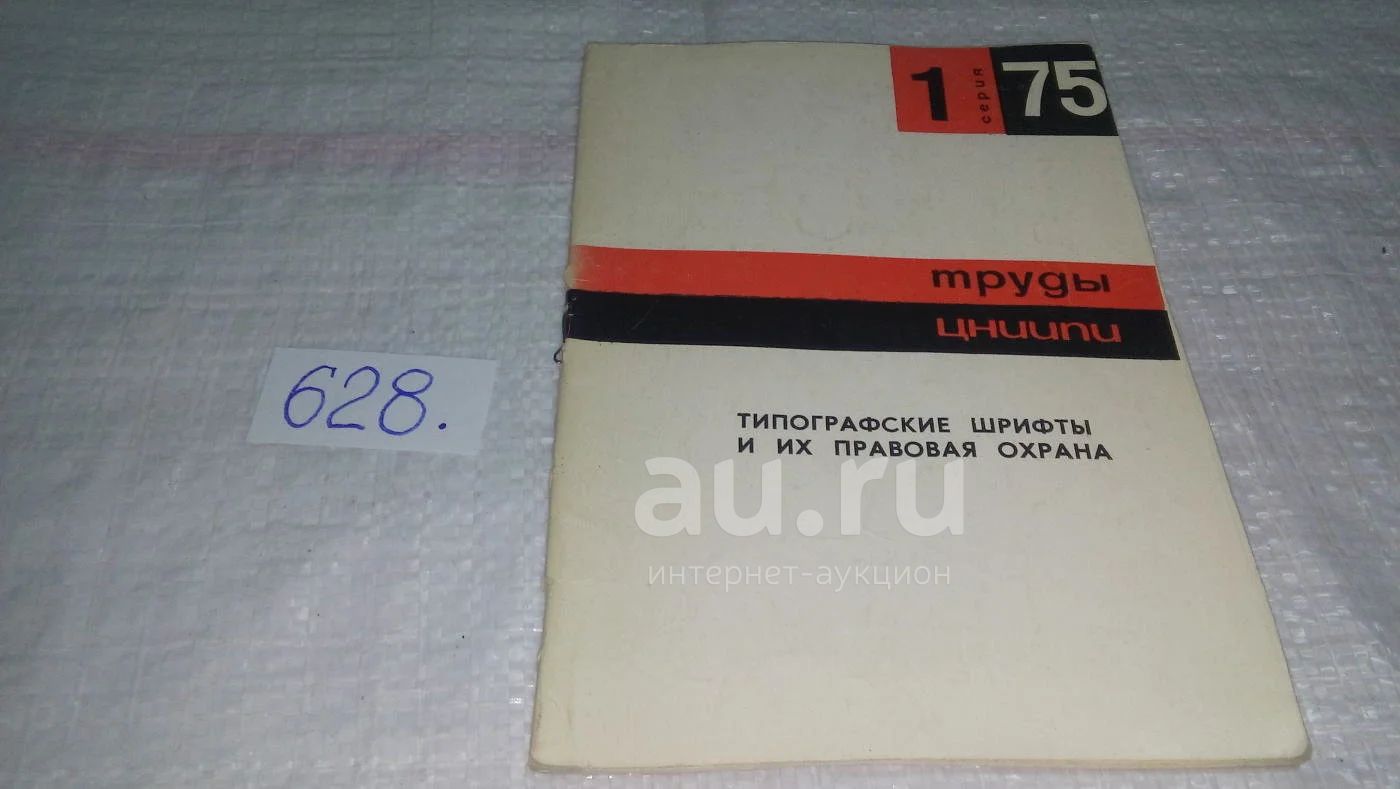 1
серия
75
труды
цниипи
ТИПОГРАФСКИЕ ШРИФТЫ
И ИХ ПРАВОВАЯ ОХРАНА
628.
au.ru
интернет-аукцион